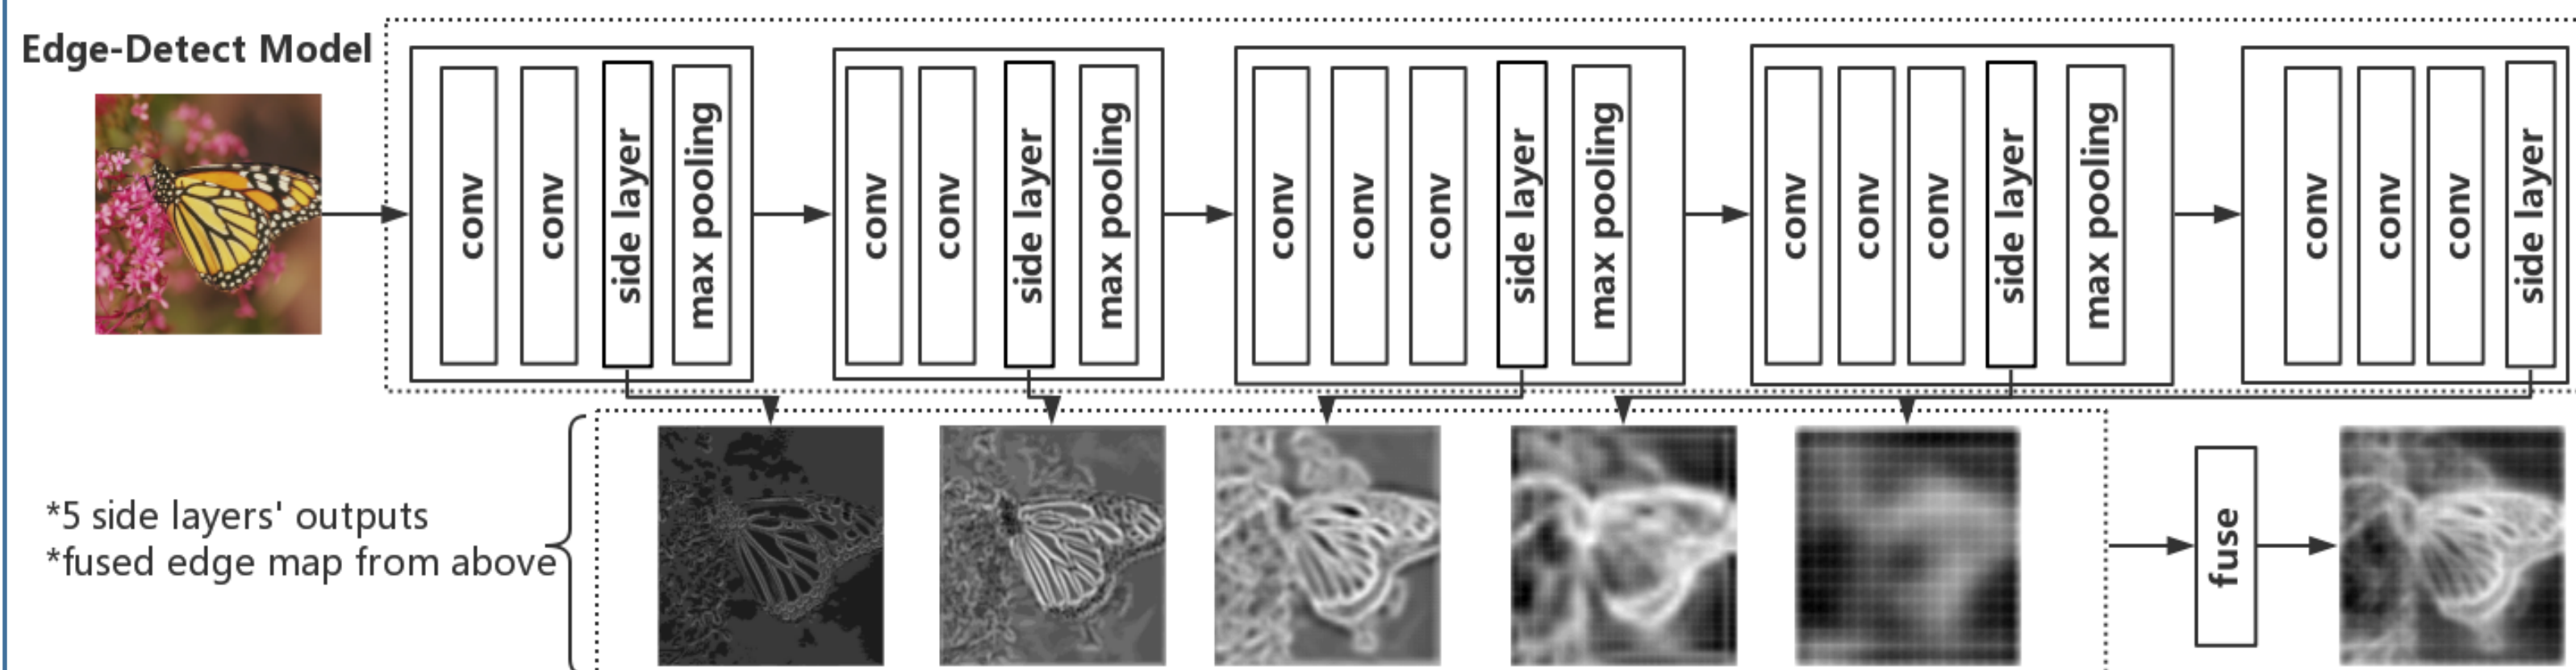 Edge-Detect Model
conv
conv
side layer
max pooling
conv
conv
side layer
max pooling
conv
conv
conv
side layer
max pooling
conv
conv
conv
side layer
max pooling
conv
conv
conv
side layer
*5 side layers' outputs
*fused edge map from above
fuse